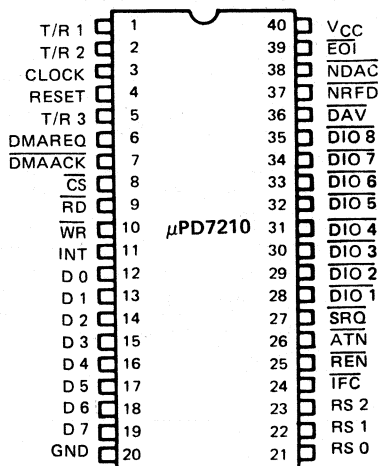 T/R 1 1 40 VCC
T/R 2 2 39 EOI
CLOCK 3 38 NDAC
RESET 4 37 NRFD
T/R 3 5 36 DAV
DMAREQ 6 35 DIO 8
DMAACK 7 34 DIO 7
CS 8 33 DIO 6
RD 9 32 DIO 5
WR 10 µPD7210 31 DIO 4
INT 11 30 DIO 3
D 0 12 29 DIO 2
D 1 13 28 DIO 1
D 2 14 27 SRQ
D 3 15 26 ATN
D 4 16 25 REN
D 5 17 24 IFC
D 6 18 23 RS 2
D 7 19 22 RS 1
GND 20 21 RS 0